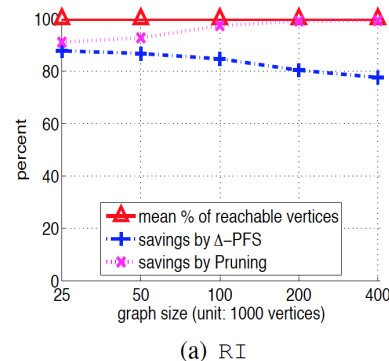 100
80
60
40
20
0
percent
mean % of reachable vertices
savings by Δ-PFS
savings by Pruning
25 50 100 200 400
graph size (unit: 1000 vertices)
(a) RI